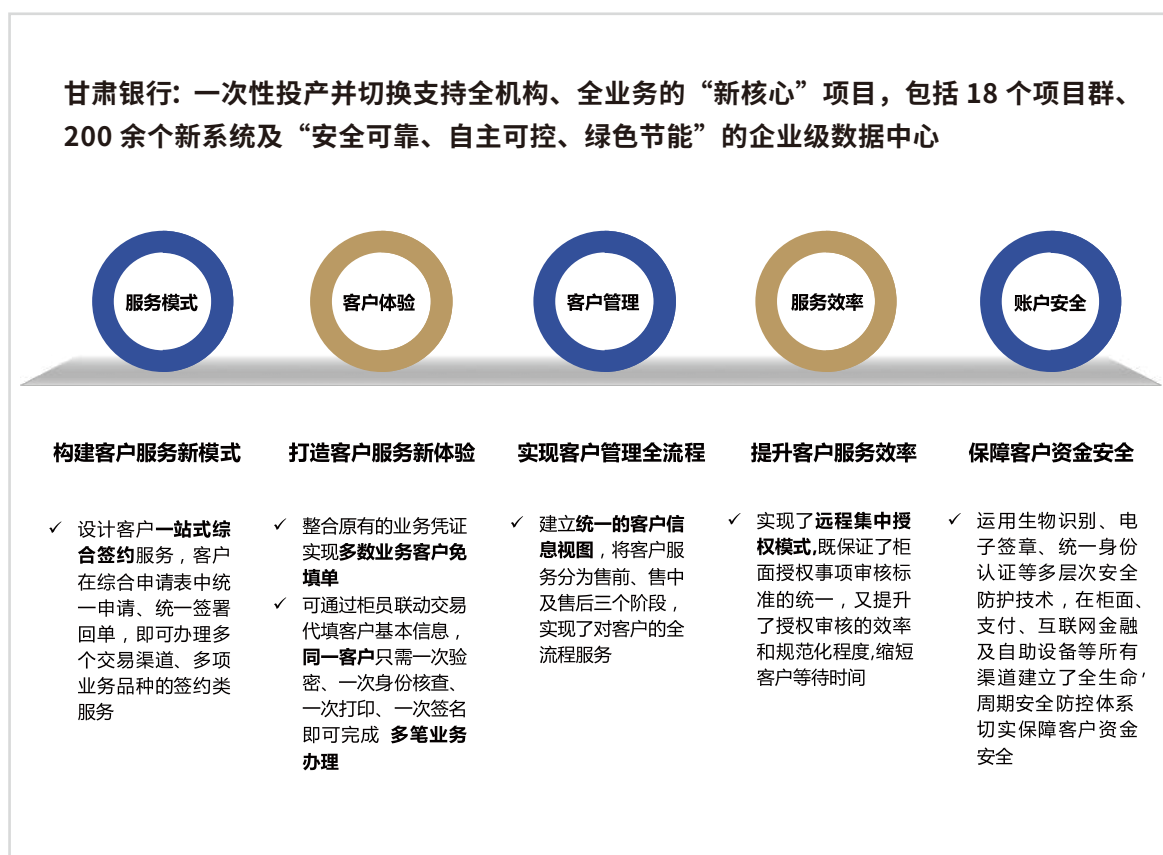 甘肃银行：一次性投产并切换支持全机构、全业务的“新核心”项目，包括 18 个项目群、
200 余个新系统及“安全可靠、自主可控、绿色节能”的企业级数据中心
服务模式
客户体验
客户管理
服务效率
账户安全
构建客户服务新模式
✓ 设计客户一站式综
合签约服务，客户
在综合申请表中统
一申请、统一签署
回单，即可办理多
个交易渠道、多项
业务品种的签约类
服务
打造客户服务新体验
✓ 整合原有的业务凭证
实现多数业务客户免
填单
✓ 可通过柜员联动交易
代填客户基本信息，
同一客户只需一次验
密、一次身份核查、
一次打印、一次签名
即可完成 多笔业务
办理
实现客户管理全流程
✓ 建立统一的客户信
息视图，将客户服
务分为售前、售中
及售后三个阶段，
实现了对客户的全
流程服务
提升客户服务效率
✓ 实现了远程集中授
权模式,既保证了柜
面授权事项审核标
准的统一，又提升
了授权审核的效率
和规范化程度,缩短
客户等待时间
保障客户资金安全
✓ 运用生物识别、电
子签章、统一身份
认证等多层次安全
防护技术，在柜面、
支付、互联网金融
及自助设备等所有
渠道建立了全生命'
周期安全防控体系
切实保障客户资金
安全